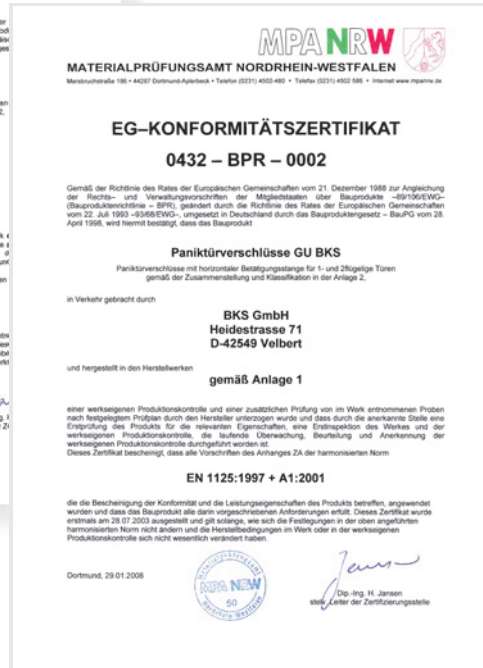 MPA NRW
MATERIALPRÜFUNGSAMT NORDRHEIN-WESTFALEN
Marsbruchstraße 186 • 44287 Dortmund-Aplerbeck • Telefon (0231) 4502-480 • Telefax (0231) 4502 586 • Internet www.mpanrw.de
EG–KONFORMITÄTSZERTIFIKAT
0432 – BPR – 0002
Gemäß der Richtlinie des Rates der Europäischen Gemeinschaften vom 21. Dezember 1988 zur Angleichung
der Rechts– und Verwaltungsvorschriften der Mitgliedstaaten über Bauprodukte –89/106/EWG–
(Bauproduktenrichtlinie – BPR), geändert durch die Richtlinie des Rates der Europäischen Gemeinschaften
vom 22. Juli 1993 –93/68/EWG–, umgesetzt in Deutschland durch das Bauproduktengesetz – BauPG vom 28.
April 1998, wird hiermit bestätigt, dass das Bauprodukt
Paniktürverschlüsse GU BKS
Paniktürverschlüsse mit horizontaler Betätigungsstange für 1- und 2flügelige Türen
gemäß der Zusammenstellung und Klassifikation in der Anlage 2,
in Verkehr gebracht durch
BKS GmbH
Heidestrasse 71
D-42549 Velbert
und hergestellt in den Herstellwerken
gemäß Anlage 1
einer werkseigenen Produktionskontrolle und einer zusätzlichen Prüfung von im Werk entnommenen Proben
nach festgelegtem Prüfplan durch den Hersteller unterzogen wurde und dass durch die anerkannte Stelle eine
Erstprüfung des Produkts für die relevanten Eigenschaften, eine Erstinspektion des Werkes und der
werkseigenen Produktionskontrolle, die laufende Überwachung, Beurteilung und Anerkennung der
werkseigenen Produktionskontrolle durchgeführt worden ist.
Dieses Zertifikat bescheinigt, dass alle Vorschriften des Anhanges ZA der harmonisierten Norm
EN 1125:1997 + A1:2001
die die Bescheinigung der Konformität und die Leistungseigenschaften des Produkts betreffen, angewendet
wurden und dass das Bauprodukt alle darin vorgeschriebenen Anforderungen erfüllt. Dieses Zertifikat wurde
erstmals am 28.07.2003 ausgestellt und gilt solange, wie sich die Festlegungen in der oben angeführten
harmonisierten Norm nicht ändern und die Herstellbedingungen im Werk oder in der werkseigenen
Produktionskontrolle sich nicht wesentlich verändert haben.
Dortmund, 29.01.2008
MPA NRW
50
Dip.-Ing. H. Jansen
stellv. Leiter der Zertifizierungsstelle